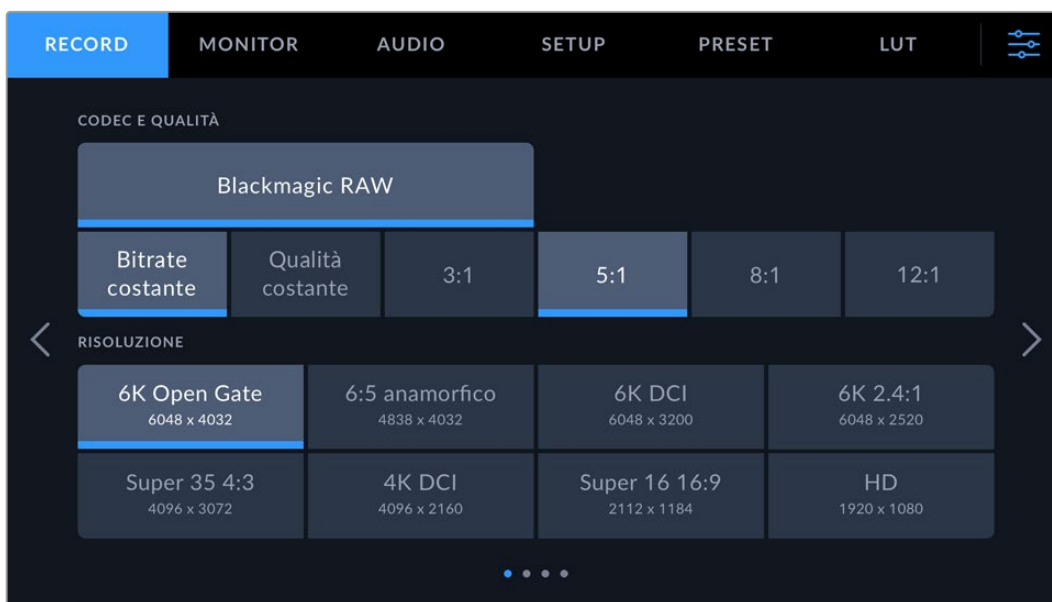 RECORD MONITOR AUDIO SETUP PRESET LUT
CODEC E QUALITÀ
Blackmagic RAW
Bitrate costante
Qualità costante
3:1
5:1
8:1
12:1
RISOLUZIONE
6K Open Gate
6048 x 4032
6:5 anamorfico
4838 x 4032
6K DCI
6048 x 3200
6K 2.4:1
6048 x 2520
Super 35 4:3
4096 x 3072
4K DCI
4096 x 2160
Super 16 16:9
2112 x 1184
HD
1920 x 1080